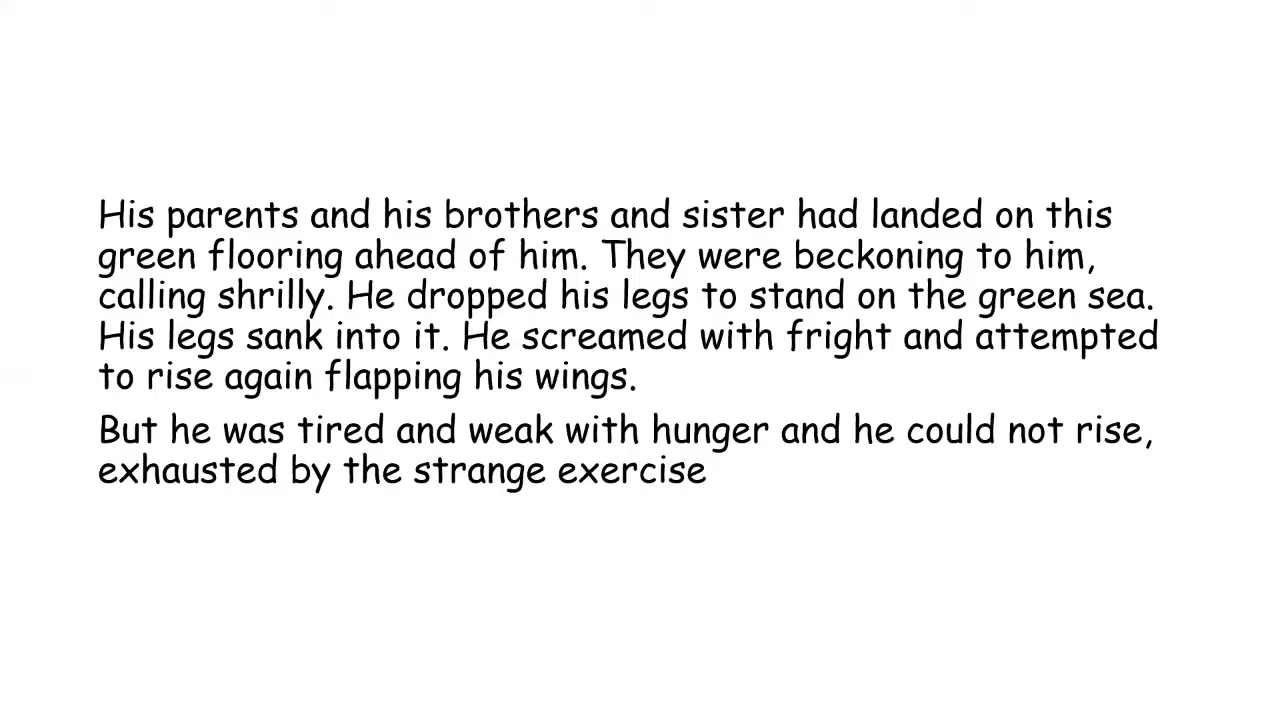 His parents and his brothers and sister had landed on this
green flooring ahead of him. They were beckoning to him,
calling shrilly. He dropped his legs to stand on the green sea.
His legs sank into it. He screamed with fright and attempted
to rise again flapping his wings.
But he was tired and weak with hunger and he could not rise,
exhausted by the strange exercise